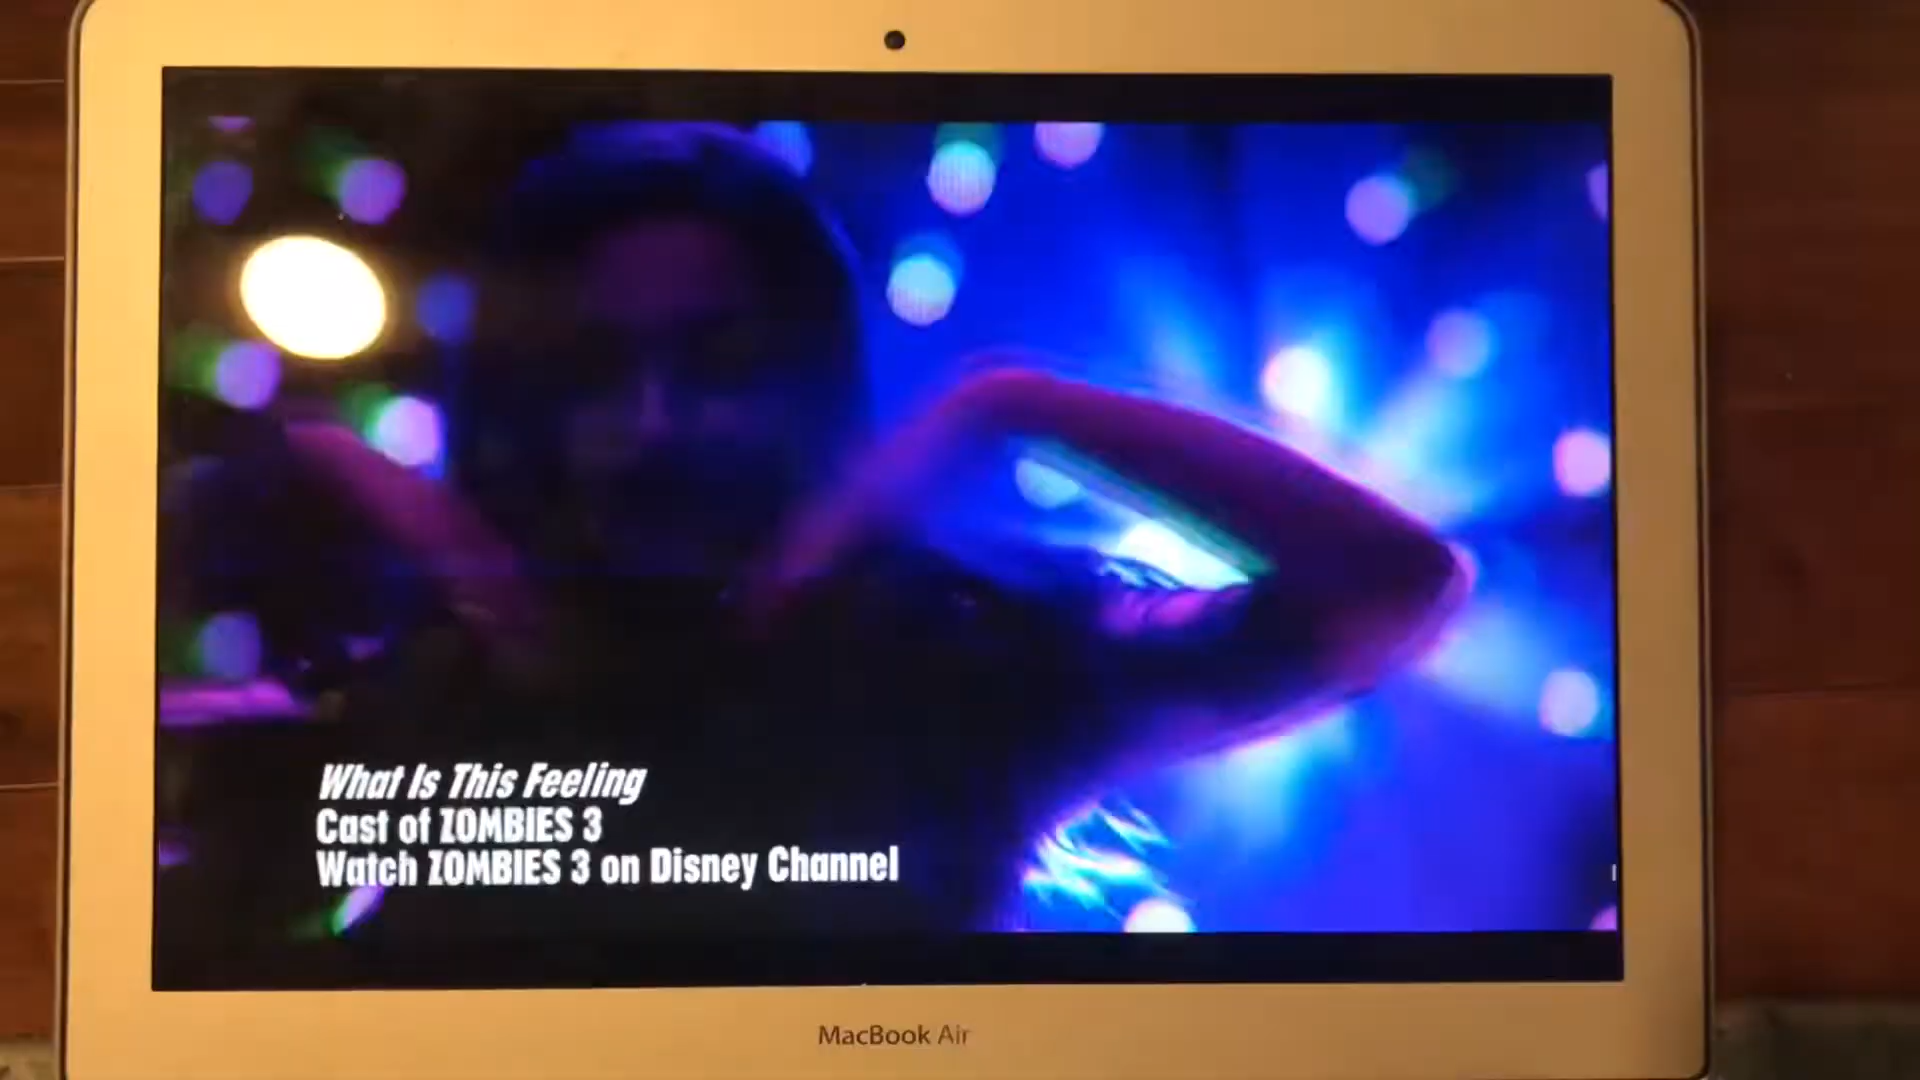 What Is This Feeling
Cast of ZOMBIES 3
Watch ZOMBIES 3 on Disney Channel
MacBook Air